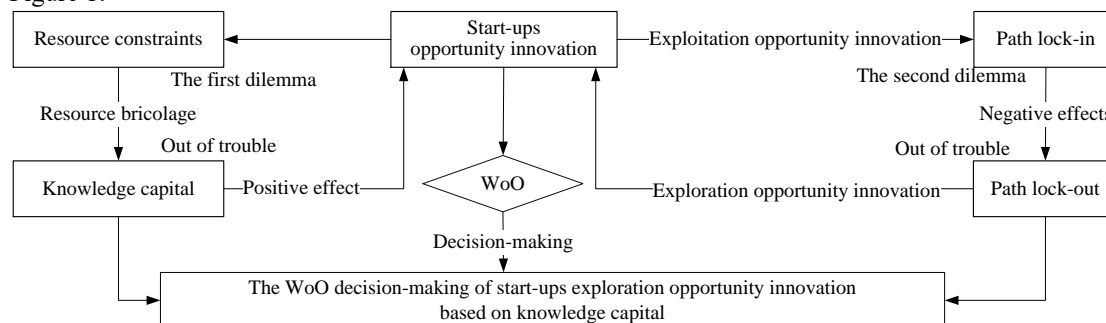 Figure 1.
Resource constraints
Start-ups
opportunity innovation
Exploitation opportunity innovation
Path lock-in
The first dilemma
The second dilemma
Resource bricolage
Negative effects
Out of trouble
Out of trouble
Knowledge capital
Positive effect
WoO
Exploration opportunity innovation
Path lock-out
Decision-making
The WoO decision-making of start-ups exploration opportunity innovation
based on knowledge capital